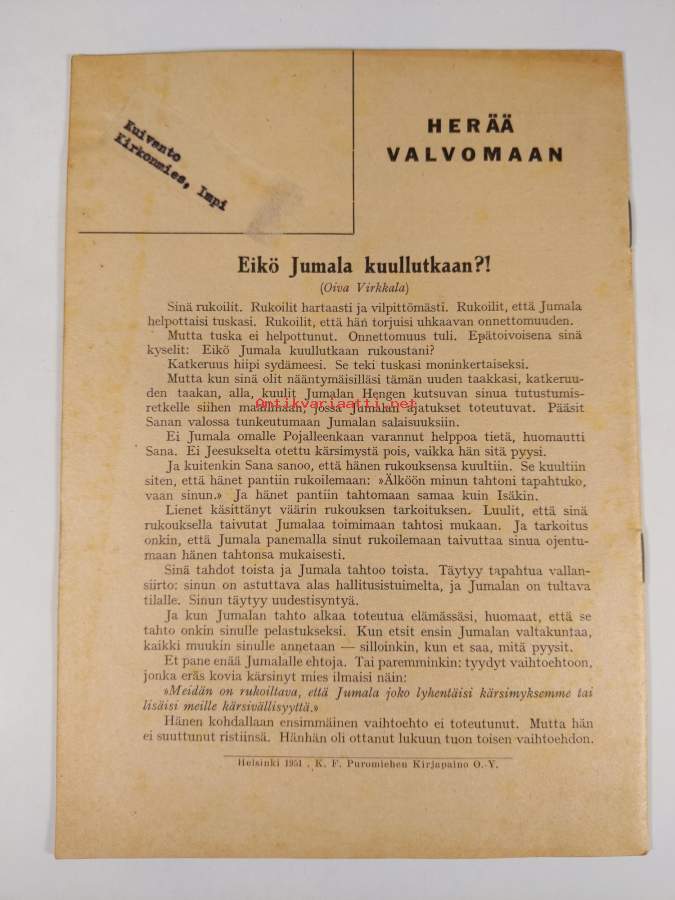 Kuivanto
Kirkonmies, Impi
HERÄÄ
VALVOMAAN
Eikö Jumala kuullutkaan?!
(Oiva Virkkala)
Sinä rukoilit. Rukoilit hartaasti ja vilpittömästi. Rukoilit, että Jumala
helpottaisi tuskasi. Rukoilit, että hän torjuisi uhkaavan onnettomuuden.
Mutta tuska ei helpottunut. Onnettomuus tuli. Epätoivoisena sinä
kyselit: Eikö Jumala kuullutkaan rukoustani?
Katkeruus hiipi sydämeesi. Se teki tuskasi moninkertaiseksi.
Mutta kun sinä olit nääntymäisilläsi tämän uuden taakkasi, katkeruu-
den taakan, alla, kuulit Jumalan Hengen kutsuvan sinua tutustumis-
retkelle siihen maailmaan, jossa Jumalan ajatukset toteutuvat. Pääsit
Antikvariaatti.net
Sanan valossa tunkeutumaan Jumalan salaisuuksiin.
Ei Jumala omalle Pojalleenkaan varannut helppoa tietä, huomautti
Sana. Ei Jeesukselta otettu kärsimystä pois, vaikka hän sitä pyysi.
Ja kuitenkin Sana sanoo, että hänen rukouksensa kuultiin. Se kuultiin
siten, että hänet pantiin rukoilemaan: »Älköön minun tahtoni tapahtuko,
vaan sinun.» Ja hänet pantiin tahtomaan samaa kuin Isäkin.
Lienet käsittänyt väärin rukouksen tarkoituksen. Luulit, että sinä
rukouksella taivutat Jumalaa toimimaan tahtosi mukaan. Ja tarkoitus
onkin, että Jumala panemalla sinut rukoilemaan taivuttaa sinua ojentu-
maan hänen tahtonsa mukaisesti.
Sinä tahdot toista ja Jumala tahtoo toista. Täytyy tapahtua vallan-
siirto: sinun on astuttava alas hallitusistuimelta, ja Jumalan on tultava
tilalle. Sinun täytyy uudestisyntyä.
Ja kun Jumalan tahto alkaa toteutua elämässäsi, huomaat, että se
tahto onkin sinulle pelastukseksi. Kun etsit ensin Jumalan valtakuntaa,
kaikki muukin sinulle annetaan — silloinkin, kun et saa, mitä pyysit.
Et pane enää Jumalalle ehtoja. Tai paremminkin: tyydyt vaihtoehtoon,
jonka eräs kovia kärsinyt mies ilmaisi näin:
»Meidän on rukoiltava, että Jumala joko lyhentäisi kärsimyksemme tai
lisäisi meille kärsivällisyyttä.»
Hänen kohdallaan ensimmäinen vaihtoehto ei toteutunut. Mutta hän
ei suuttunut ristiinsä. Hänhän oli ottanut lukuun tuon toisen vaihtoehdon.
Helsinki 1951 . K. F. Puromiehen Kirjapaino O.-Y.